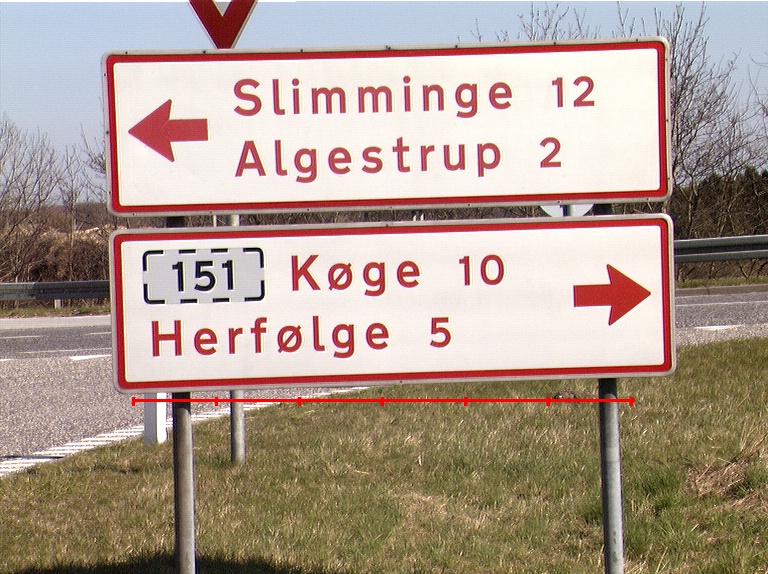 Slimminge 12
Algestrup 2
151 Køge 10
Herfølge 5